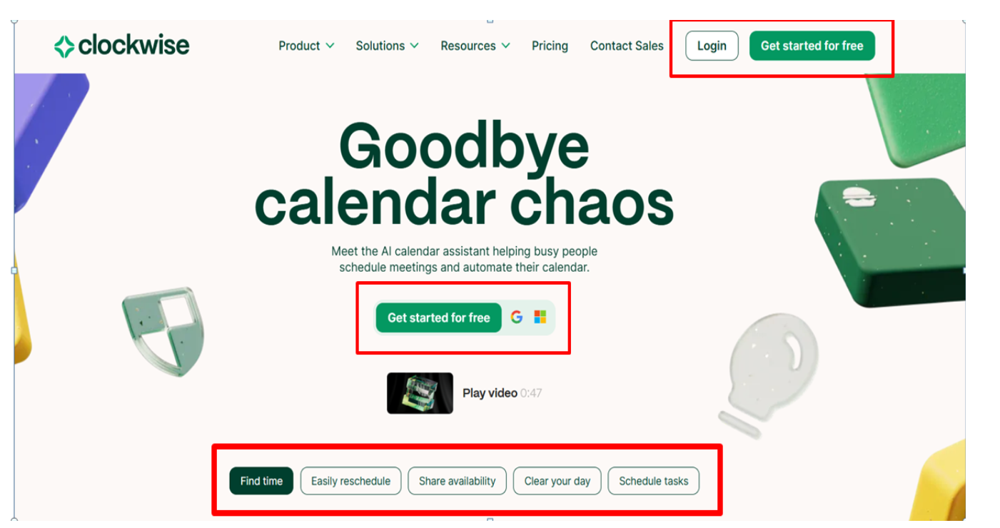 clockwise
Product Solutions Resources Pricing Contact Sales Login Get started for free
Goodbye
calendar chaos
Meet the AI calendar assistant helping busy people
schedule meetings and automate their calendar.
Get started for free
Play video 0:47
Find time Easily reschedule Share availability Clear your day Schedule tasks